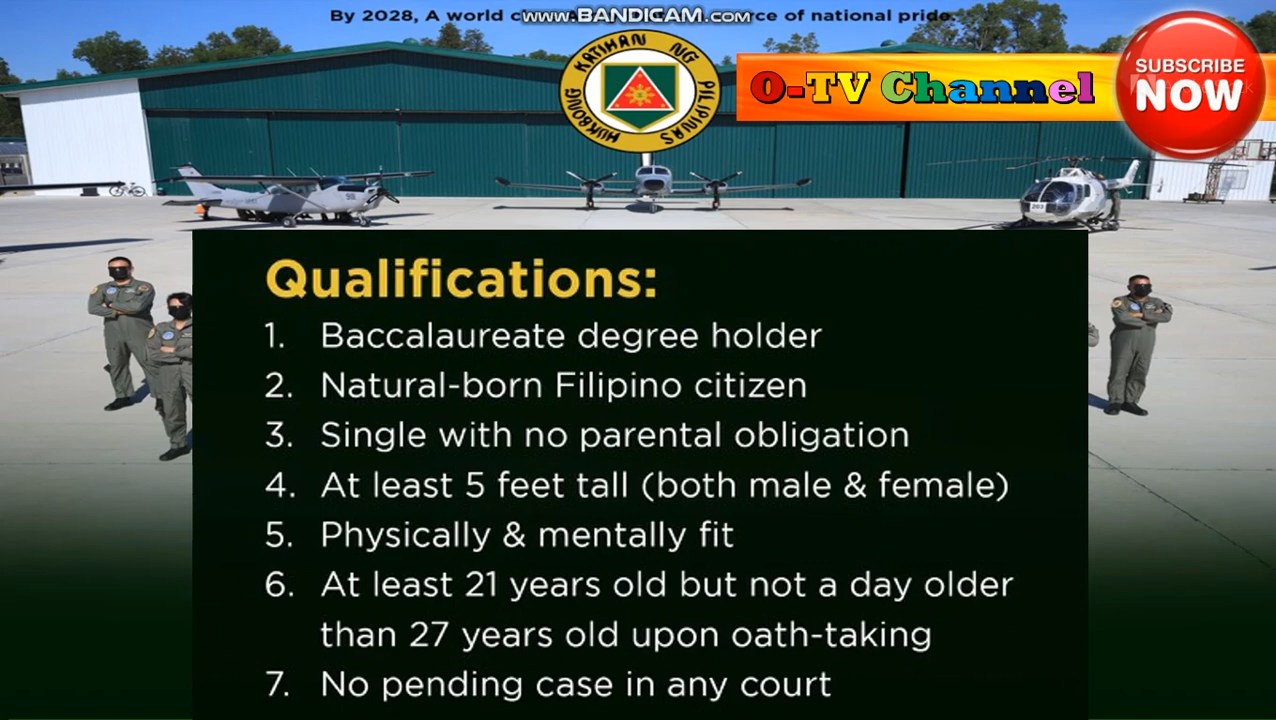 By 2028, A world c
www.BANDICAM.com
rce of national pride.
HUKBONG KATIHAN NG PILIPINAS
O-TV Channel
SUBSCRIBE
NOW
Qualifications:
1. Baccalaureate degree holder
2. Natural-born Filipino citizen
3. Single with no parental obligation
4. At least 5 feet tall (both male & female)
5. Physically & mentally fit
6. At least 21 years old but not a day older
than 27 years old upon oath-taking
7. No pending case in any court